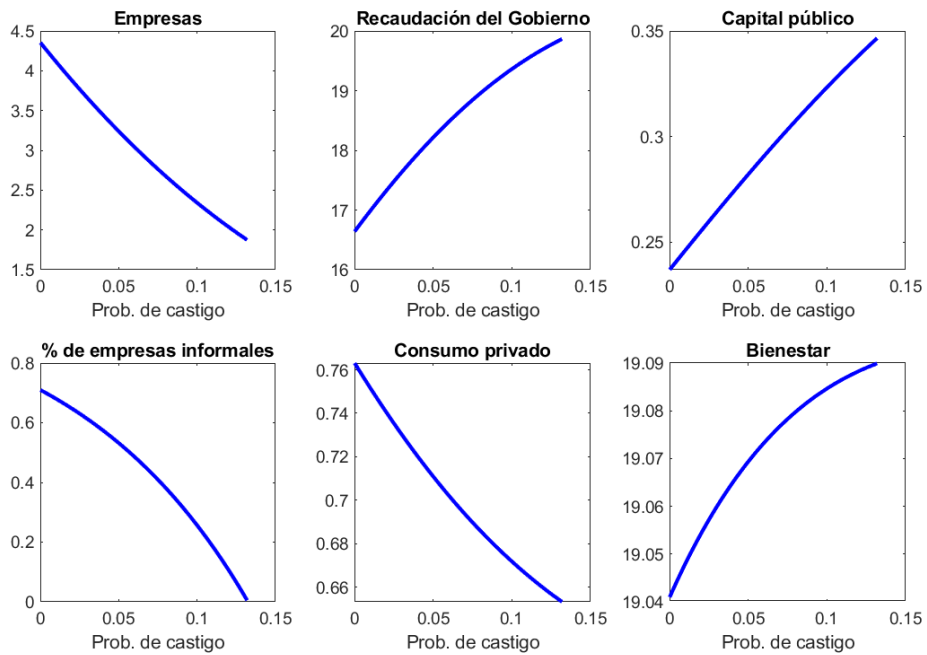 Empresas
4.5
4
3.5
3
2.5
2
1.5
0 0.05 0.1 0.15
Prob. de castigo
Recaudación del Gobierno
20
19
18
17
16
0 0.05 0.1 0.15
Prob. de castigo
Capital público
0.35
0.3
0.25
0 0.05 0.1 0.15
Prob. de castigo
% de empresas informales
0.8
0.6
0.4
0.2
0
0 0.05 0.1 0.15
Prob. de castigo
Consumo privado
0.76
0.74
0.72
0.7
0.68
0.66
0 0.05 0.1 0.15
Prob. de castigo
Bienestar
19.09
19.08
19.07
19.06
19.05
19.04
0 0.05 0.1 0.15
Prob. de castigo